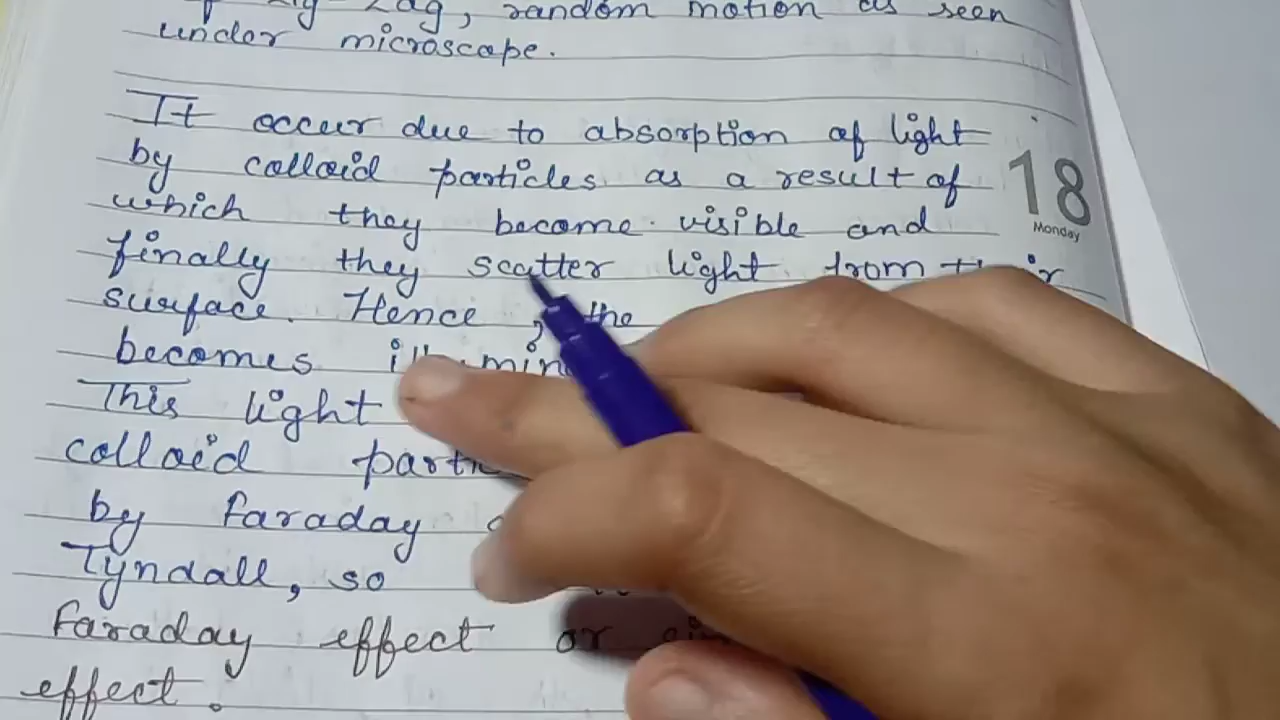 Zig Zag, random motion as seen
under microscope.
It occur due to absorption of light
by colloid particles as a result of
which they become visible and
finally they scatter light from their
surface. Hence, the
becomes
This light
colloid
by Faraday
Tyndall, so
Faraday effect or
effect.
18
Monday